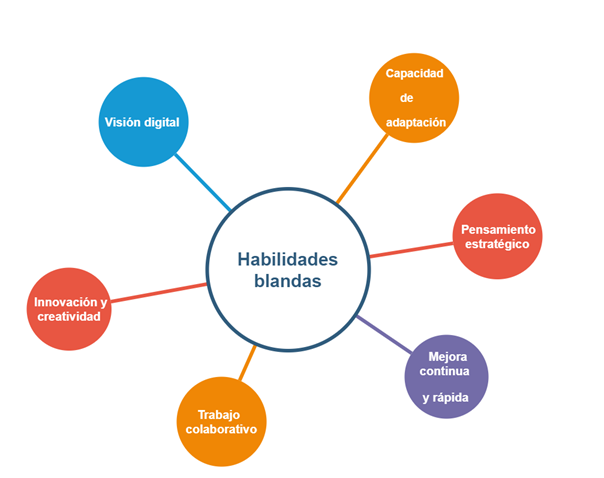 Capacidad
de
adaptación
Visión digital
Pensamiento
estratégico
Habilidades
blandas
Innovación y
creatividad
Mejora
continua
y rápida
Trabajo
colaborativo